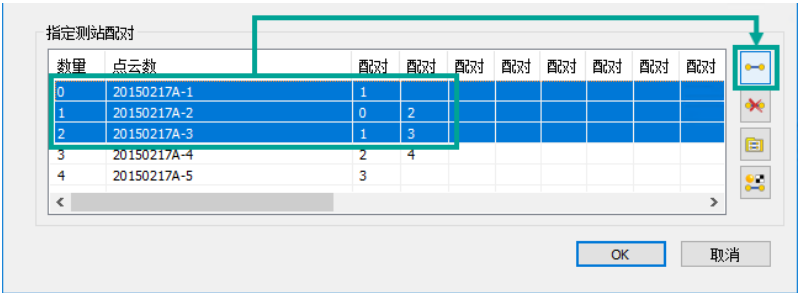 指定测站配对
数量 点云数 配对 配对 配对 配对 配对 配对 配对 配对
0 20150217A-1 1
1 20150217A-2 0 2
2 20150217A-3 1 3
3 20150217A-4 2 4
4 20150217A-5 3
OK 取消